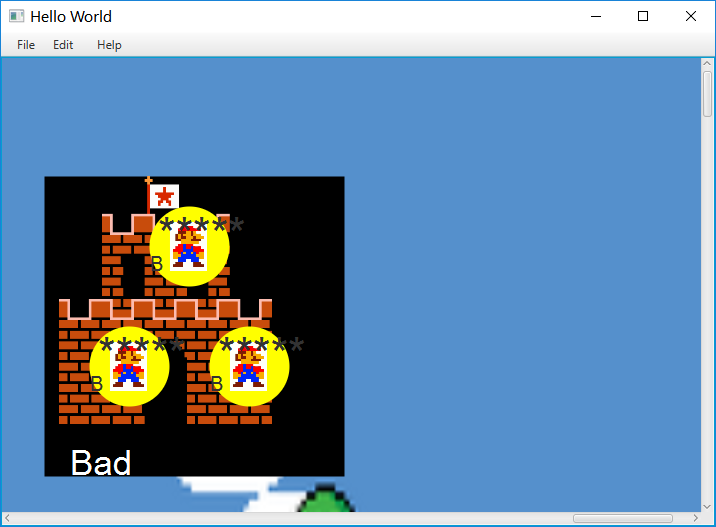 Hello World
File Edit Help
*****
B
***** *****
B B
Bad